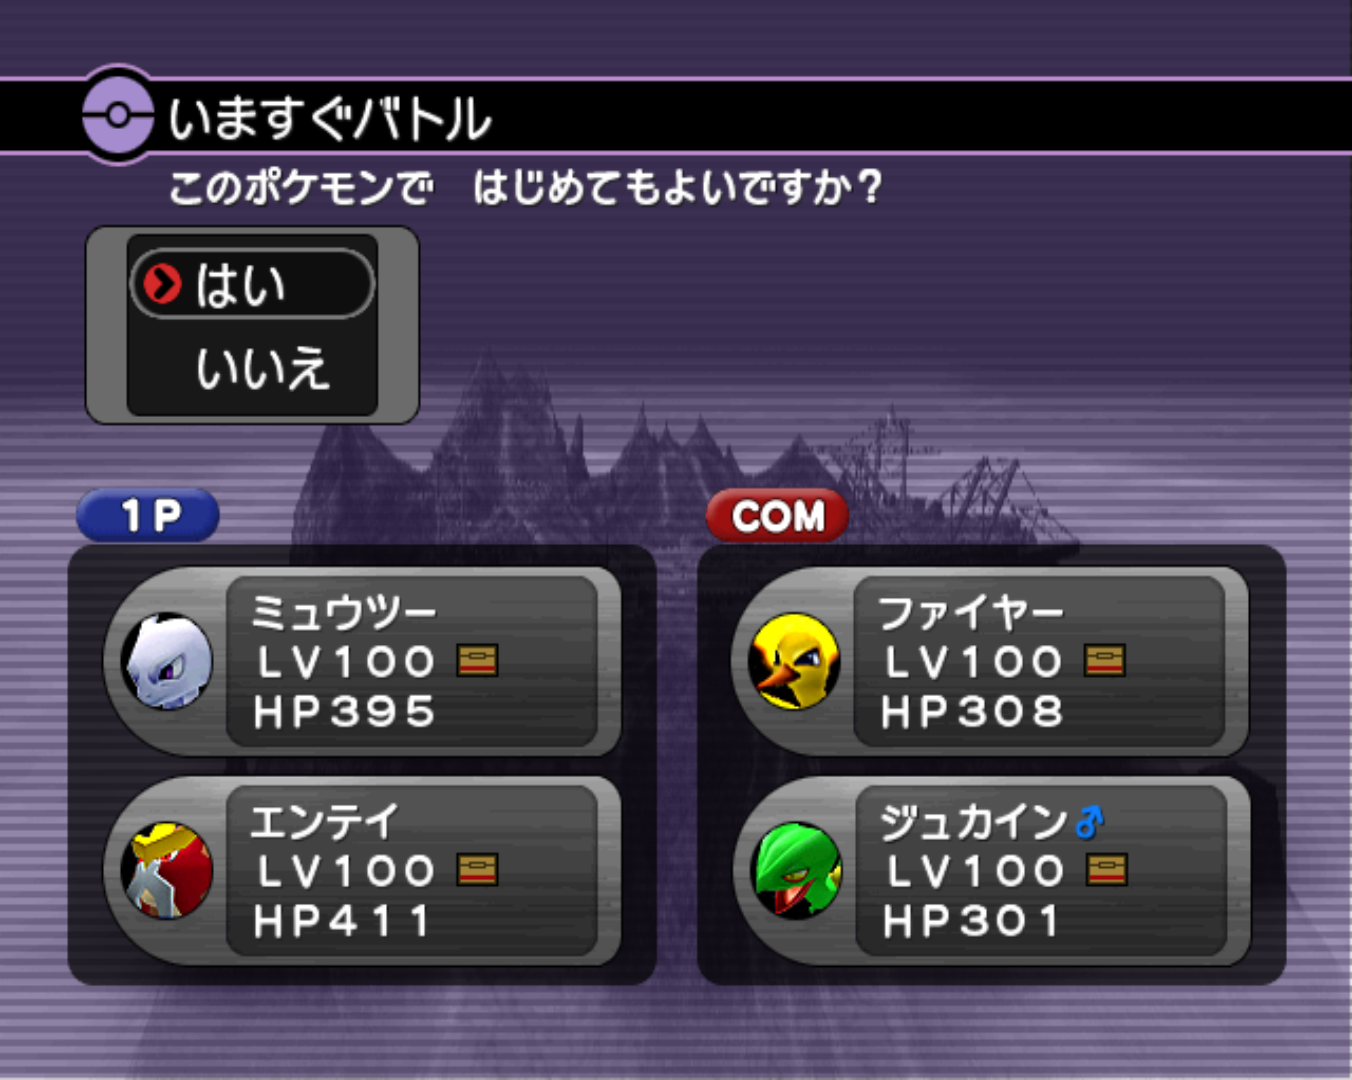 いますぐバトル
このポケモンで　はじめてもよいですか？
はい
いいえ
1P
ミュウツー
LV100
HP395
エンテイ
LV100
HP411
COM
ファイヤー
LV100
HP308
ジュカイン♂
LV100
HP301